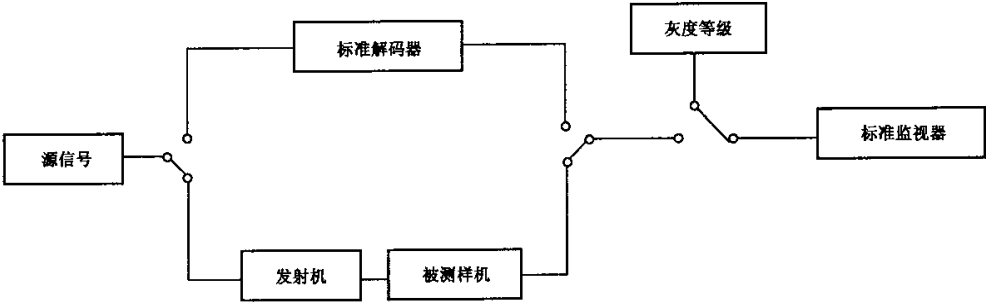 灰度等级
标准解码器
源信号
标准监视器
发射机
被测样机